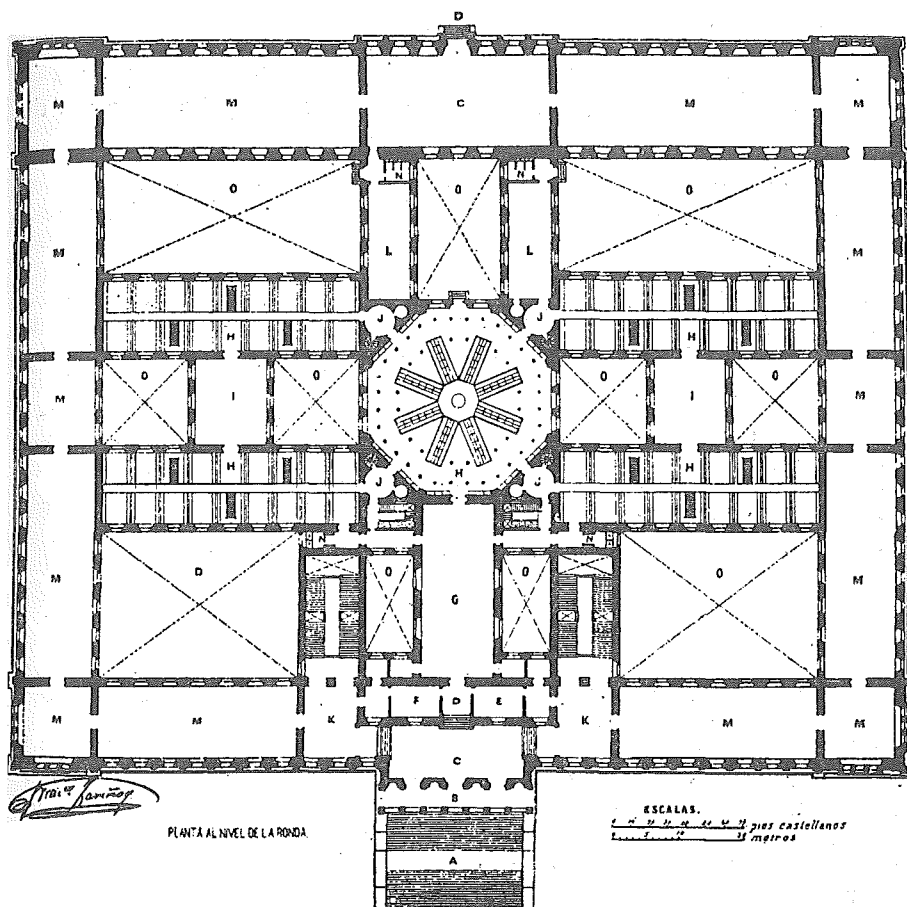 D
M M C M M
N N
O O O
M L L M
J J
H H
O O O O
M I I M
H H H
J J
N N
D O O O
M G M
F D E
M M K K M M
C
B
PLANTA AL NIVEL DE LA RONDA
ESCALAS.
pies castellanos
metros
A